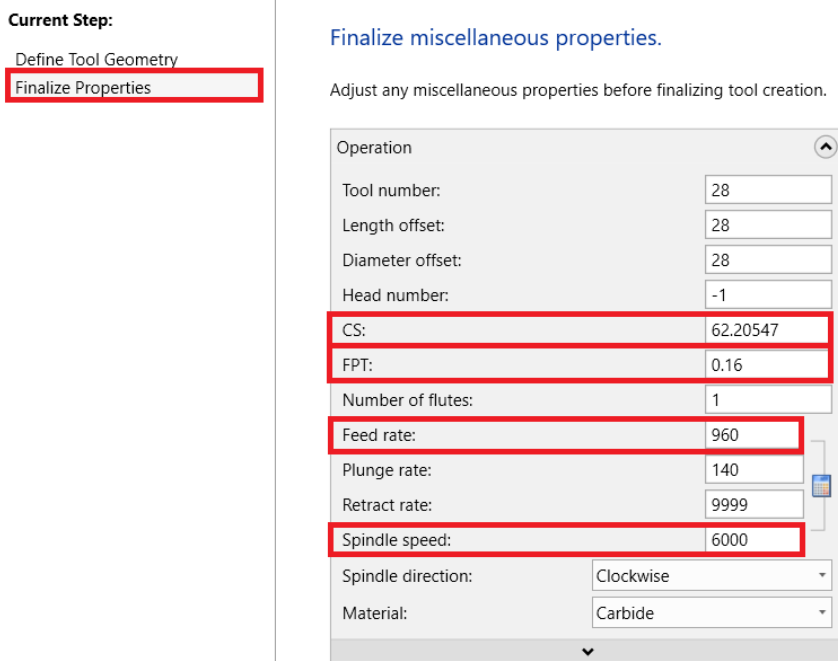 Current Step:
Define Tool Geometry
Finalize Properties
Finalize miscellaneous properties.
Adjust any miscellaneous properties before finalizing tool creation.
Operation
Tool number: 28
Length offset: 28
Diameter offset: 28
Head number: -1
CS: 62.20547
FPT: 0.16
Number of flutes: 1
Feed rate: 960
Plunge rate: 140
Retract rate: 9999
Spindle speed: 6000
Spindle direction: Clockwise
Material: Carbide